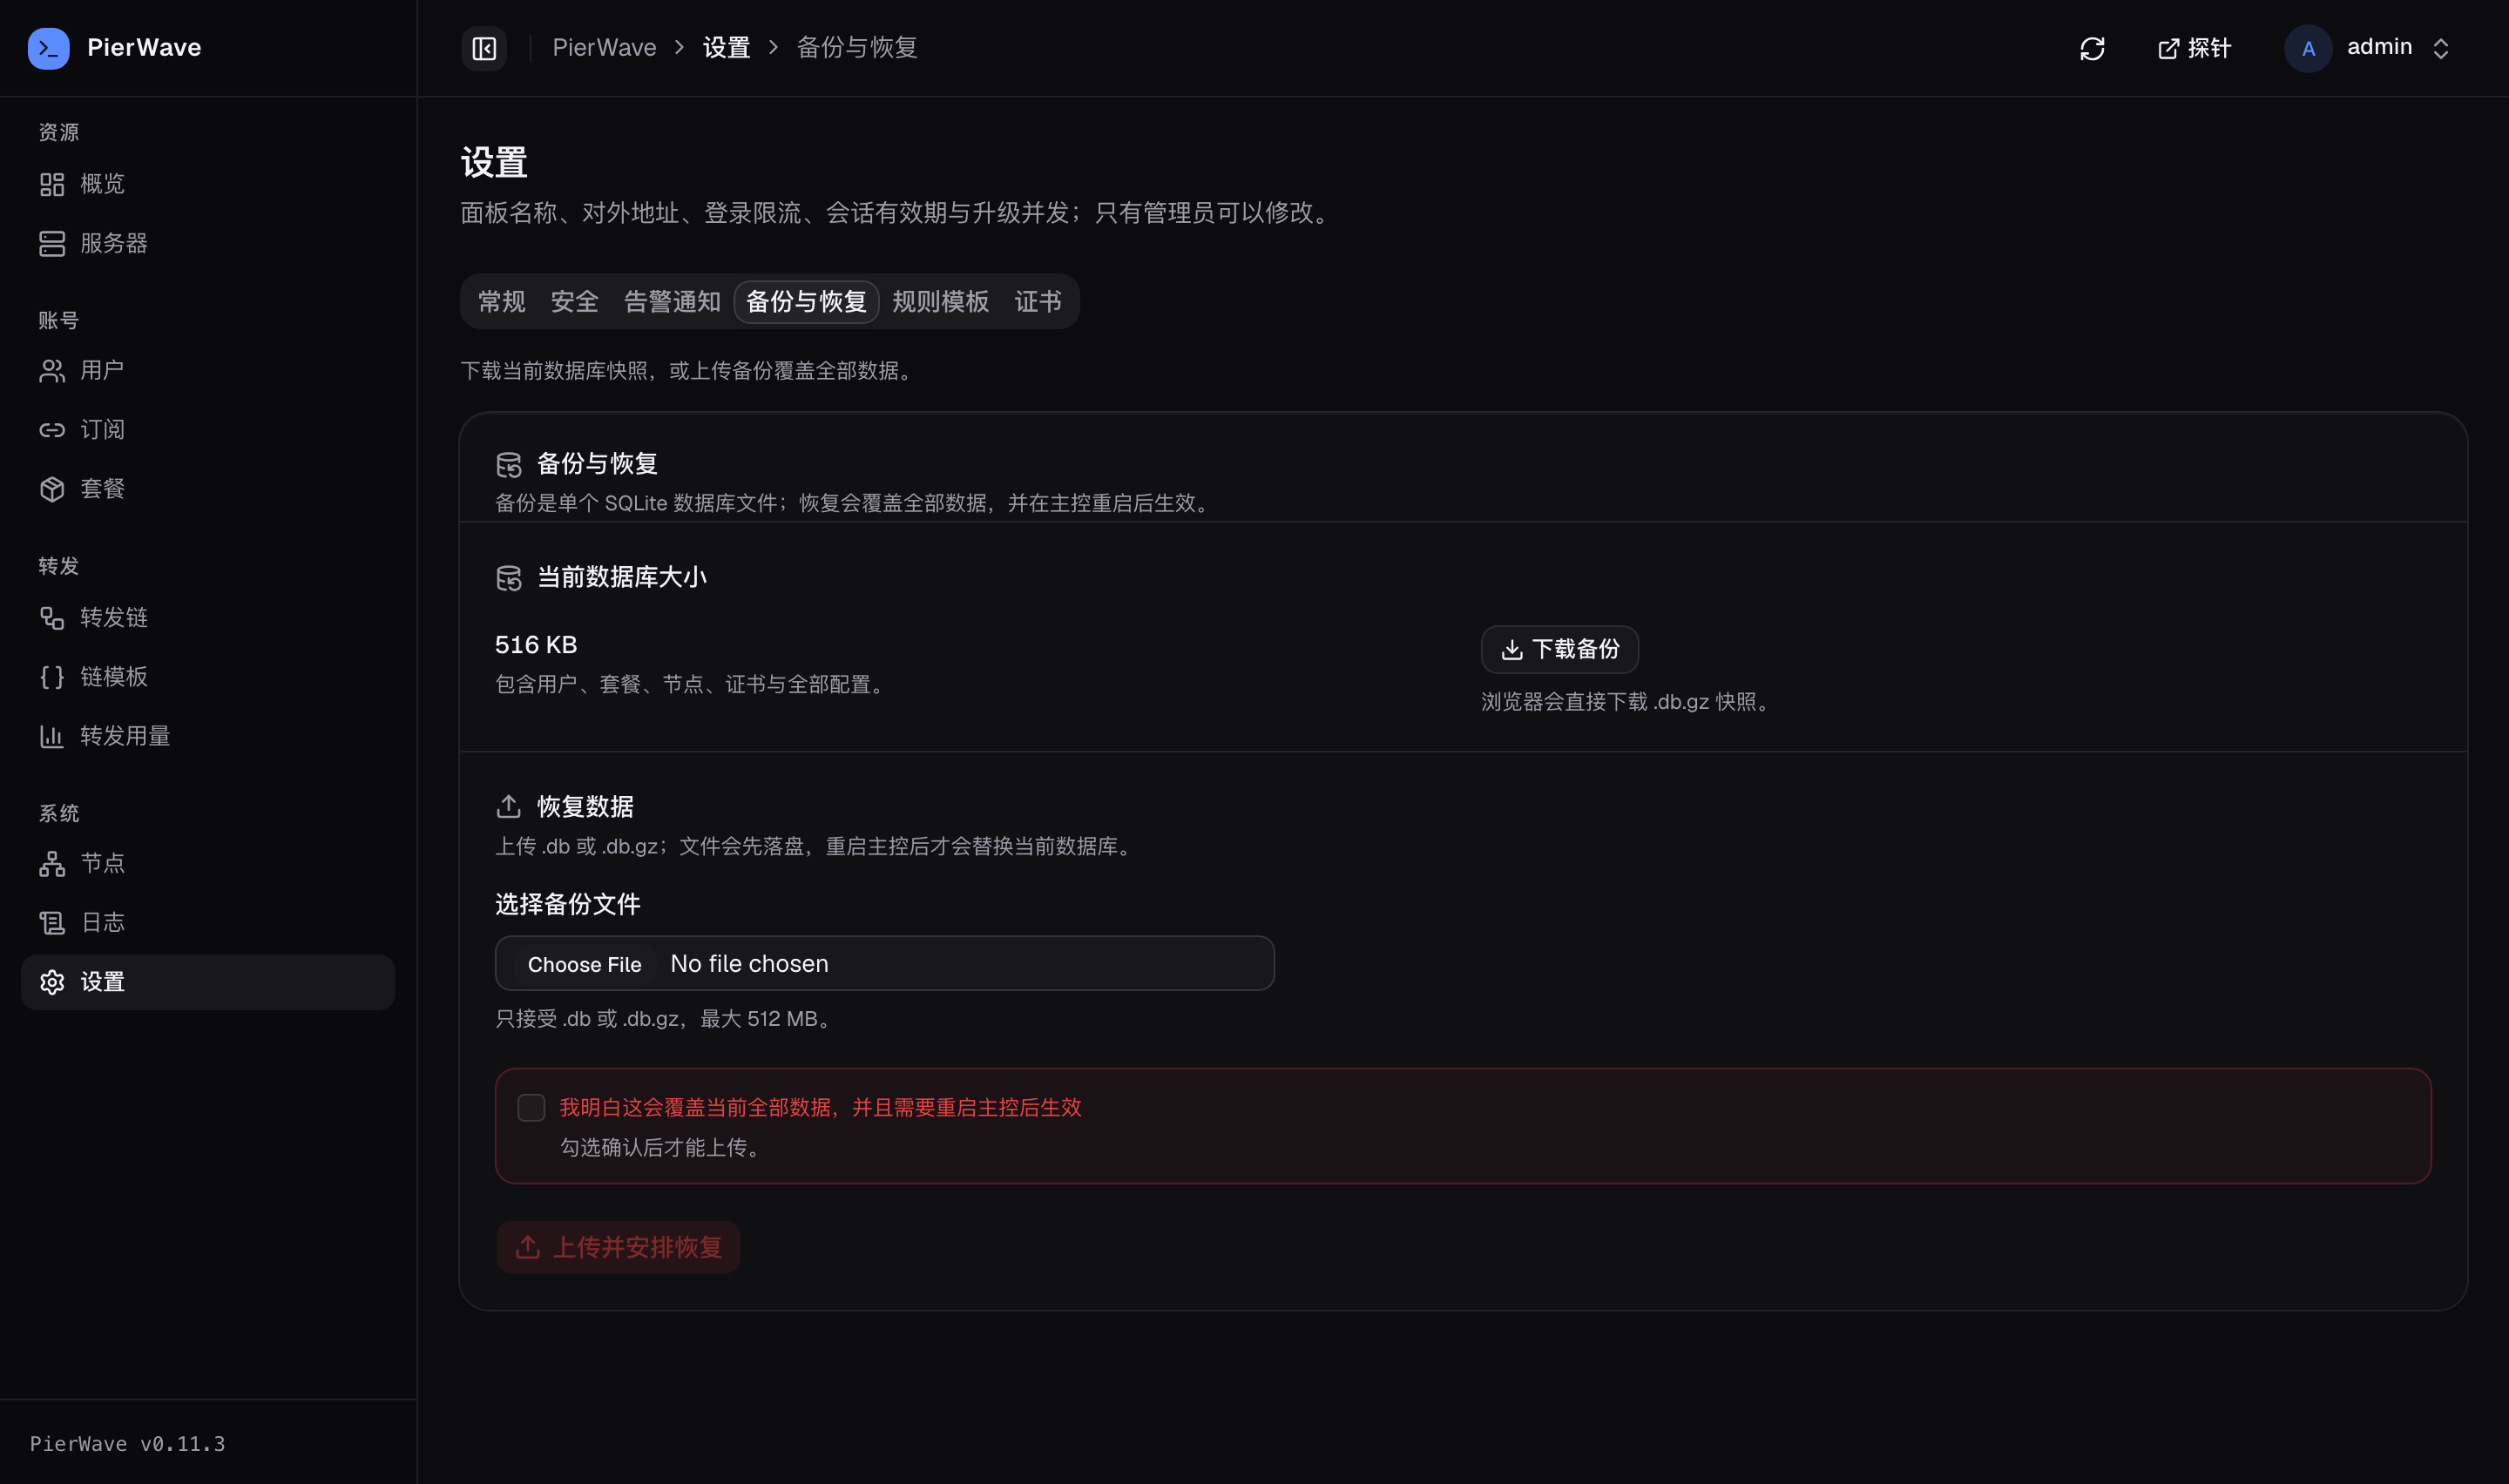 PierWave
PierWave > 设置 > 备份与恢复
探针
A
admin
资源
概览
服务器
账号
用户
订阅
套餐
转发
转发链
链模板
转发用量
系统
节点
日志
设置
PierWave v0.11.3
设置
面板名称、对外地址、登录限流、会话有效期与升级并发；只有管理员可以修改。
常规 安全 告警通知 备份与恢复 规则模板 证书
下载当前数据库快照，或上传备份覆盖全部数据。
备份与恢复
备份是单个 SQLite 数据库文件；恢复会覆盖全部数据，并在主控重启后生效。
当前数据库大小
516 KB
包含用户、套餐、节点、证书与全部配置。
下载备份
浏览器会直接下载 .db.gz 快照。
恢复数据
上传 .db 或 .db.gz；文件会先落盘，重启主控后才会替换当前数据库。
选择备份文件
Choose File No file chosen
只接受 .db 或 .db.gz，最大 512 MB。
我明白这会覆盖当前全部数据，并且需要重启主控后生效
勾选确认后才能上传。
上传并安排恢复